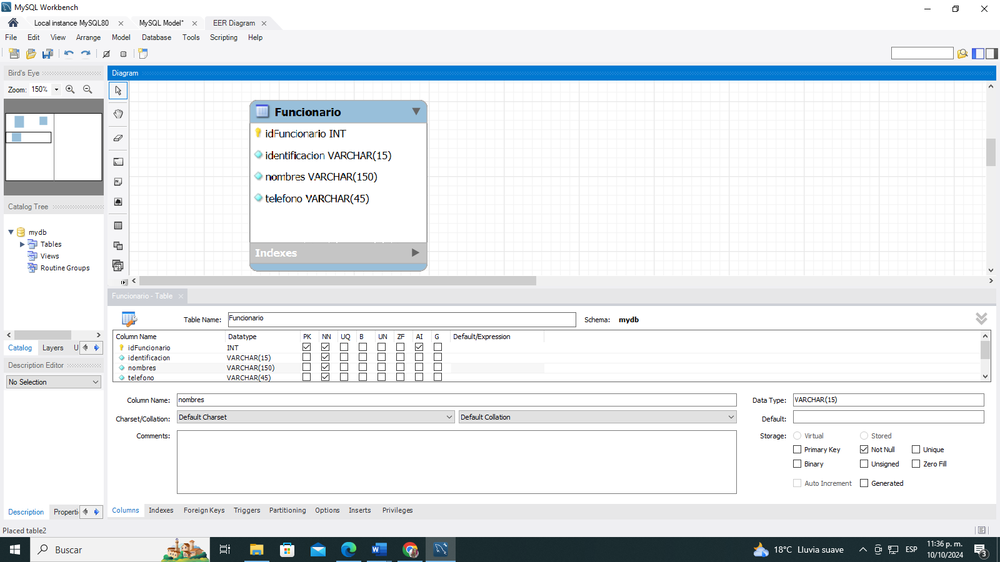 MySQL Workbench
Local instance MySQL80
MySQL Model*
EER Diagram
File Edit View Arrange Model Database Tools Scripting Help
Bird's Eye
Zoom: 150%
Diagram
Funcionario
idFuncionario INT
identificacion VARCHAR(15)
nombres VARCHAR(150)
telefono VARCHAR(45)
Indexes
Catalog Tree
mydb
Tables
Views
Routine Groups
Catalog Layers U
Description Editor
No Selection
Description Properti
Funcionario - Table
Table Name: Funcionario Schema: mydb
Column Name Datatype PK NN UQ B UN ZF AI G Default/Expression
idFuncionario INT
identificacion VARCHAR(15)
nombres VARCHAR(150)
telefono VARCHAR(45)
Column Name: nombres Data Type: VARCHAR(15)
Charset/Collation: Default Charset Default Collation Default:
Comments: Storage: Virtual Stored
Primary Key Not Null Unique
Binary Unsigned Zero Fill
Auto Increment Generated
Columns Indexes Foreign Keys Triggers Partitioning Options Inserts Privileges
Placed table2
Buscar
18°C Lluvia suave
ESP
11:36 p. m.
10/10/2024
3